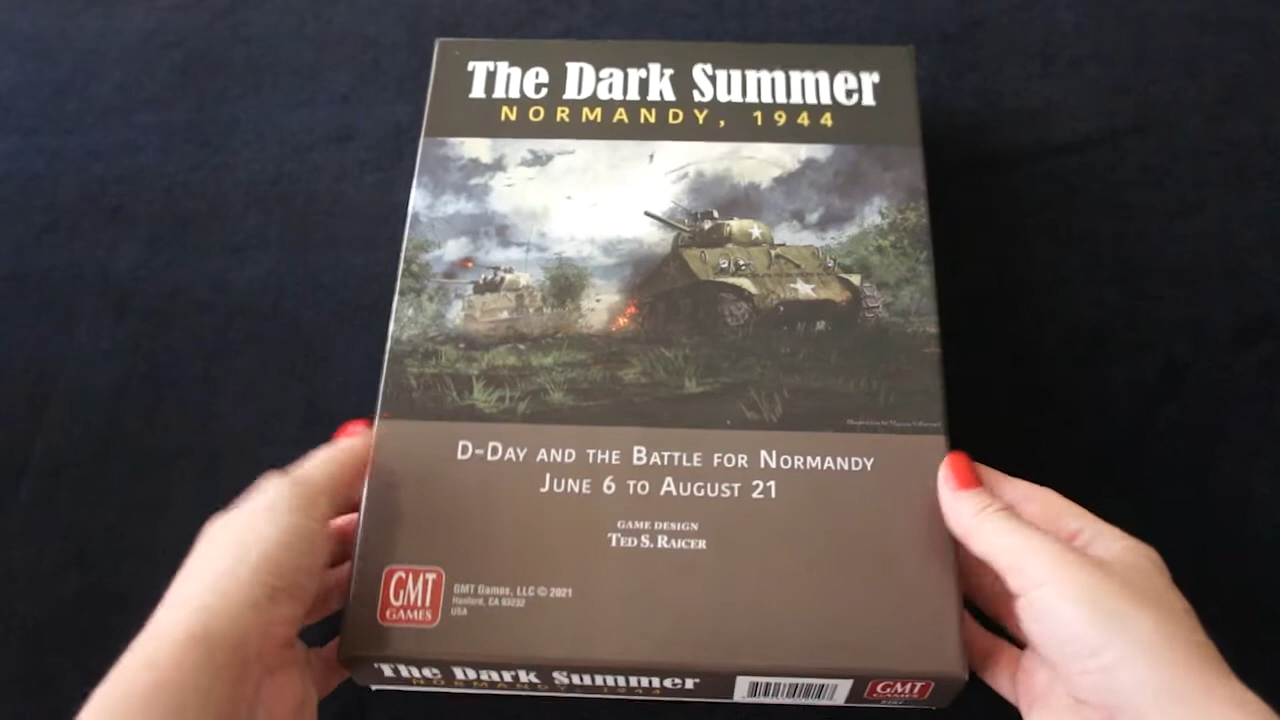 The Dark Summer
NORMANDY, 1944
D-Day and the Battle for Normandy
June 6 to August 21
GAME DESIGN
Ted S. Raicer
GMT
GAMES
GMT Games, LLC © 2021
Hanford, CA 93232
USA
The Dark Summer
NORMANDY, 1944
GMT
GAMES